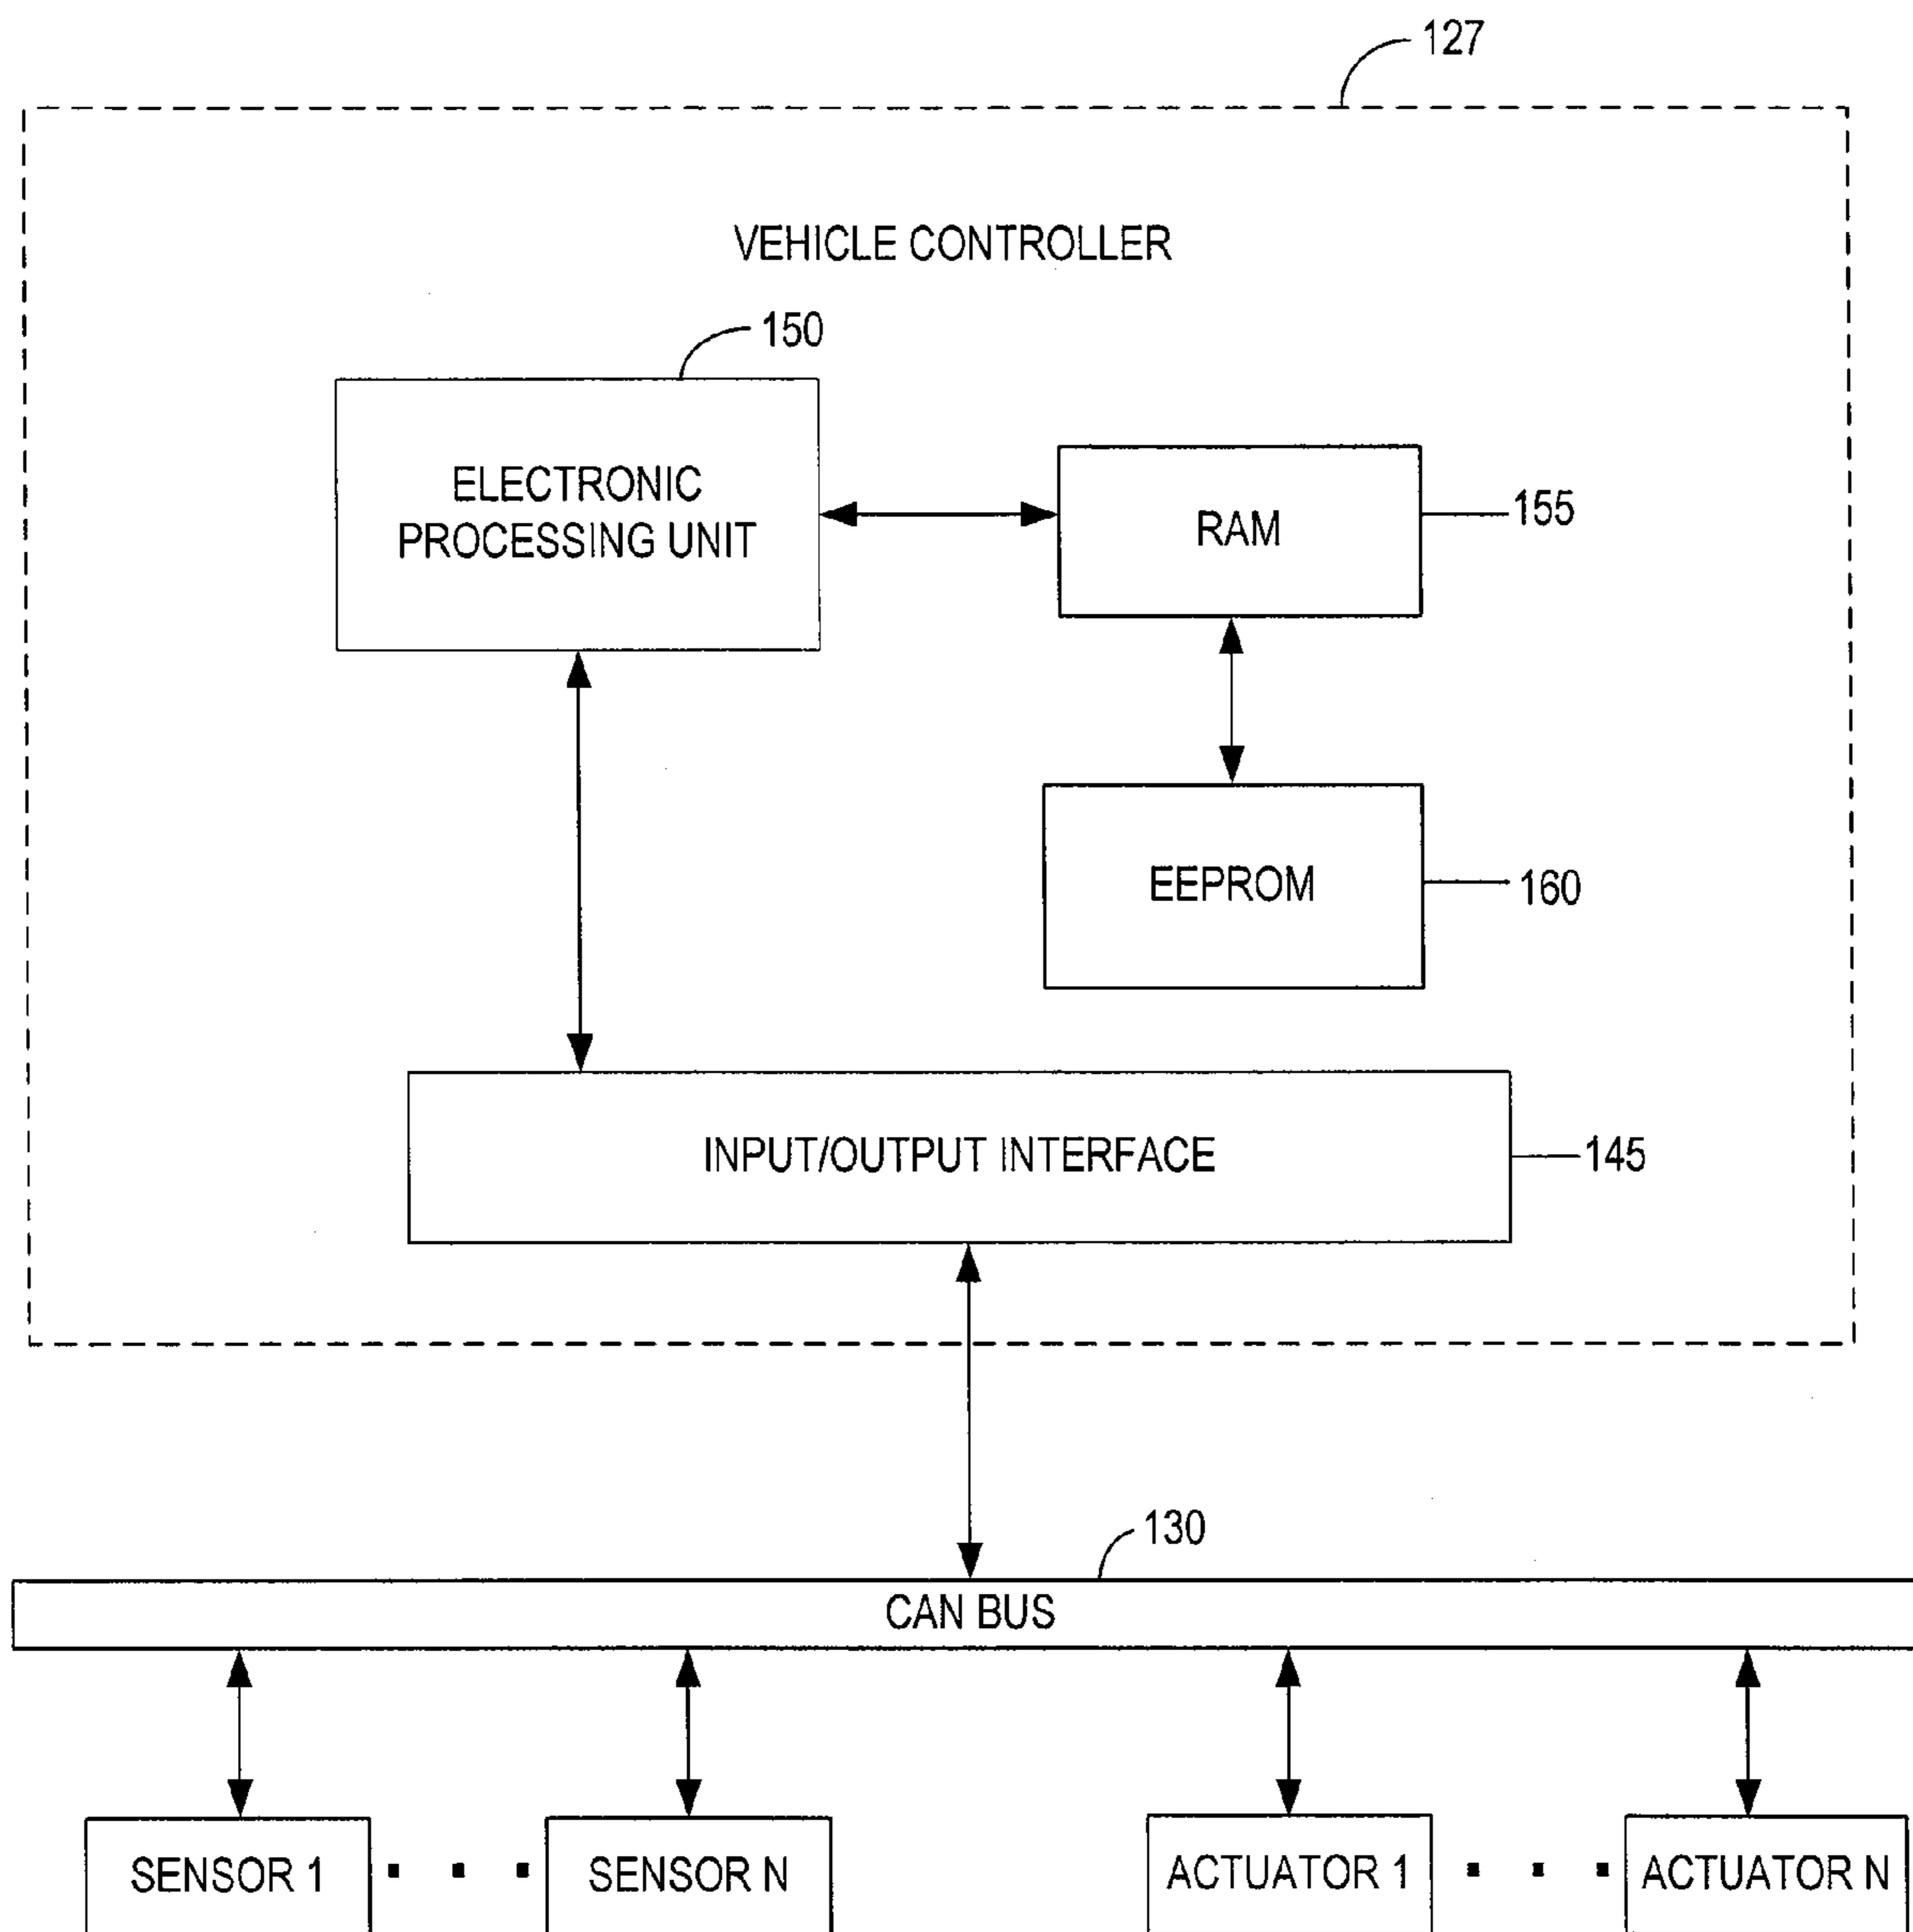 127
VEHICLE CONTROLLER
150
ELECTRONIC
PROCESSING UNIT
RAM
155
EEPROM
160
INPUT/OUTPUT INTERFACE
145
130
CAN BUS
SENSOR 1
SENSOR N
ACTUATOR 1
ACTUATOR N